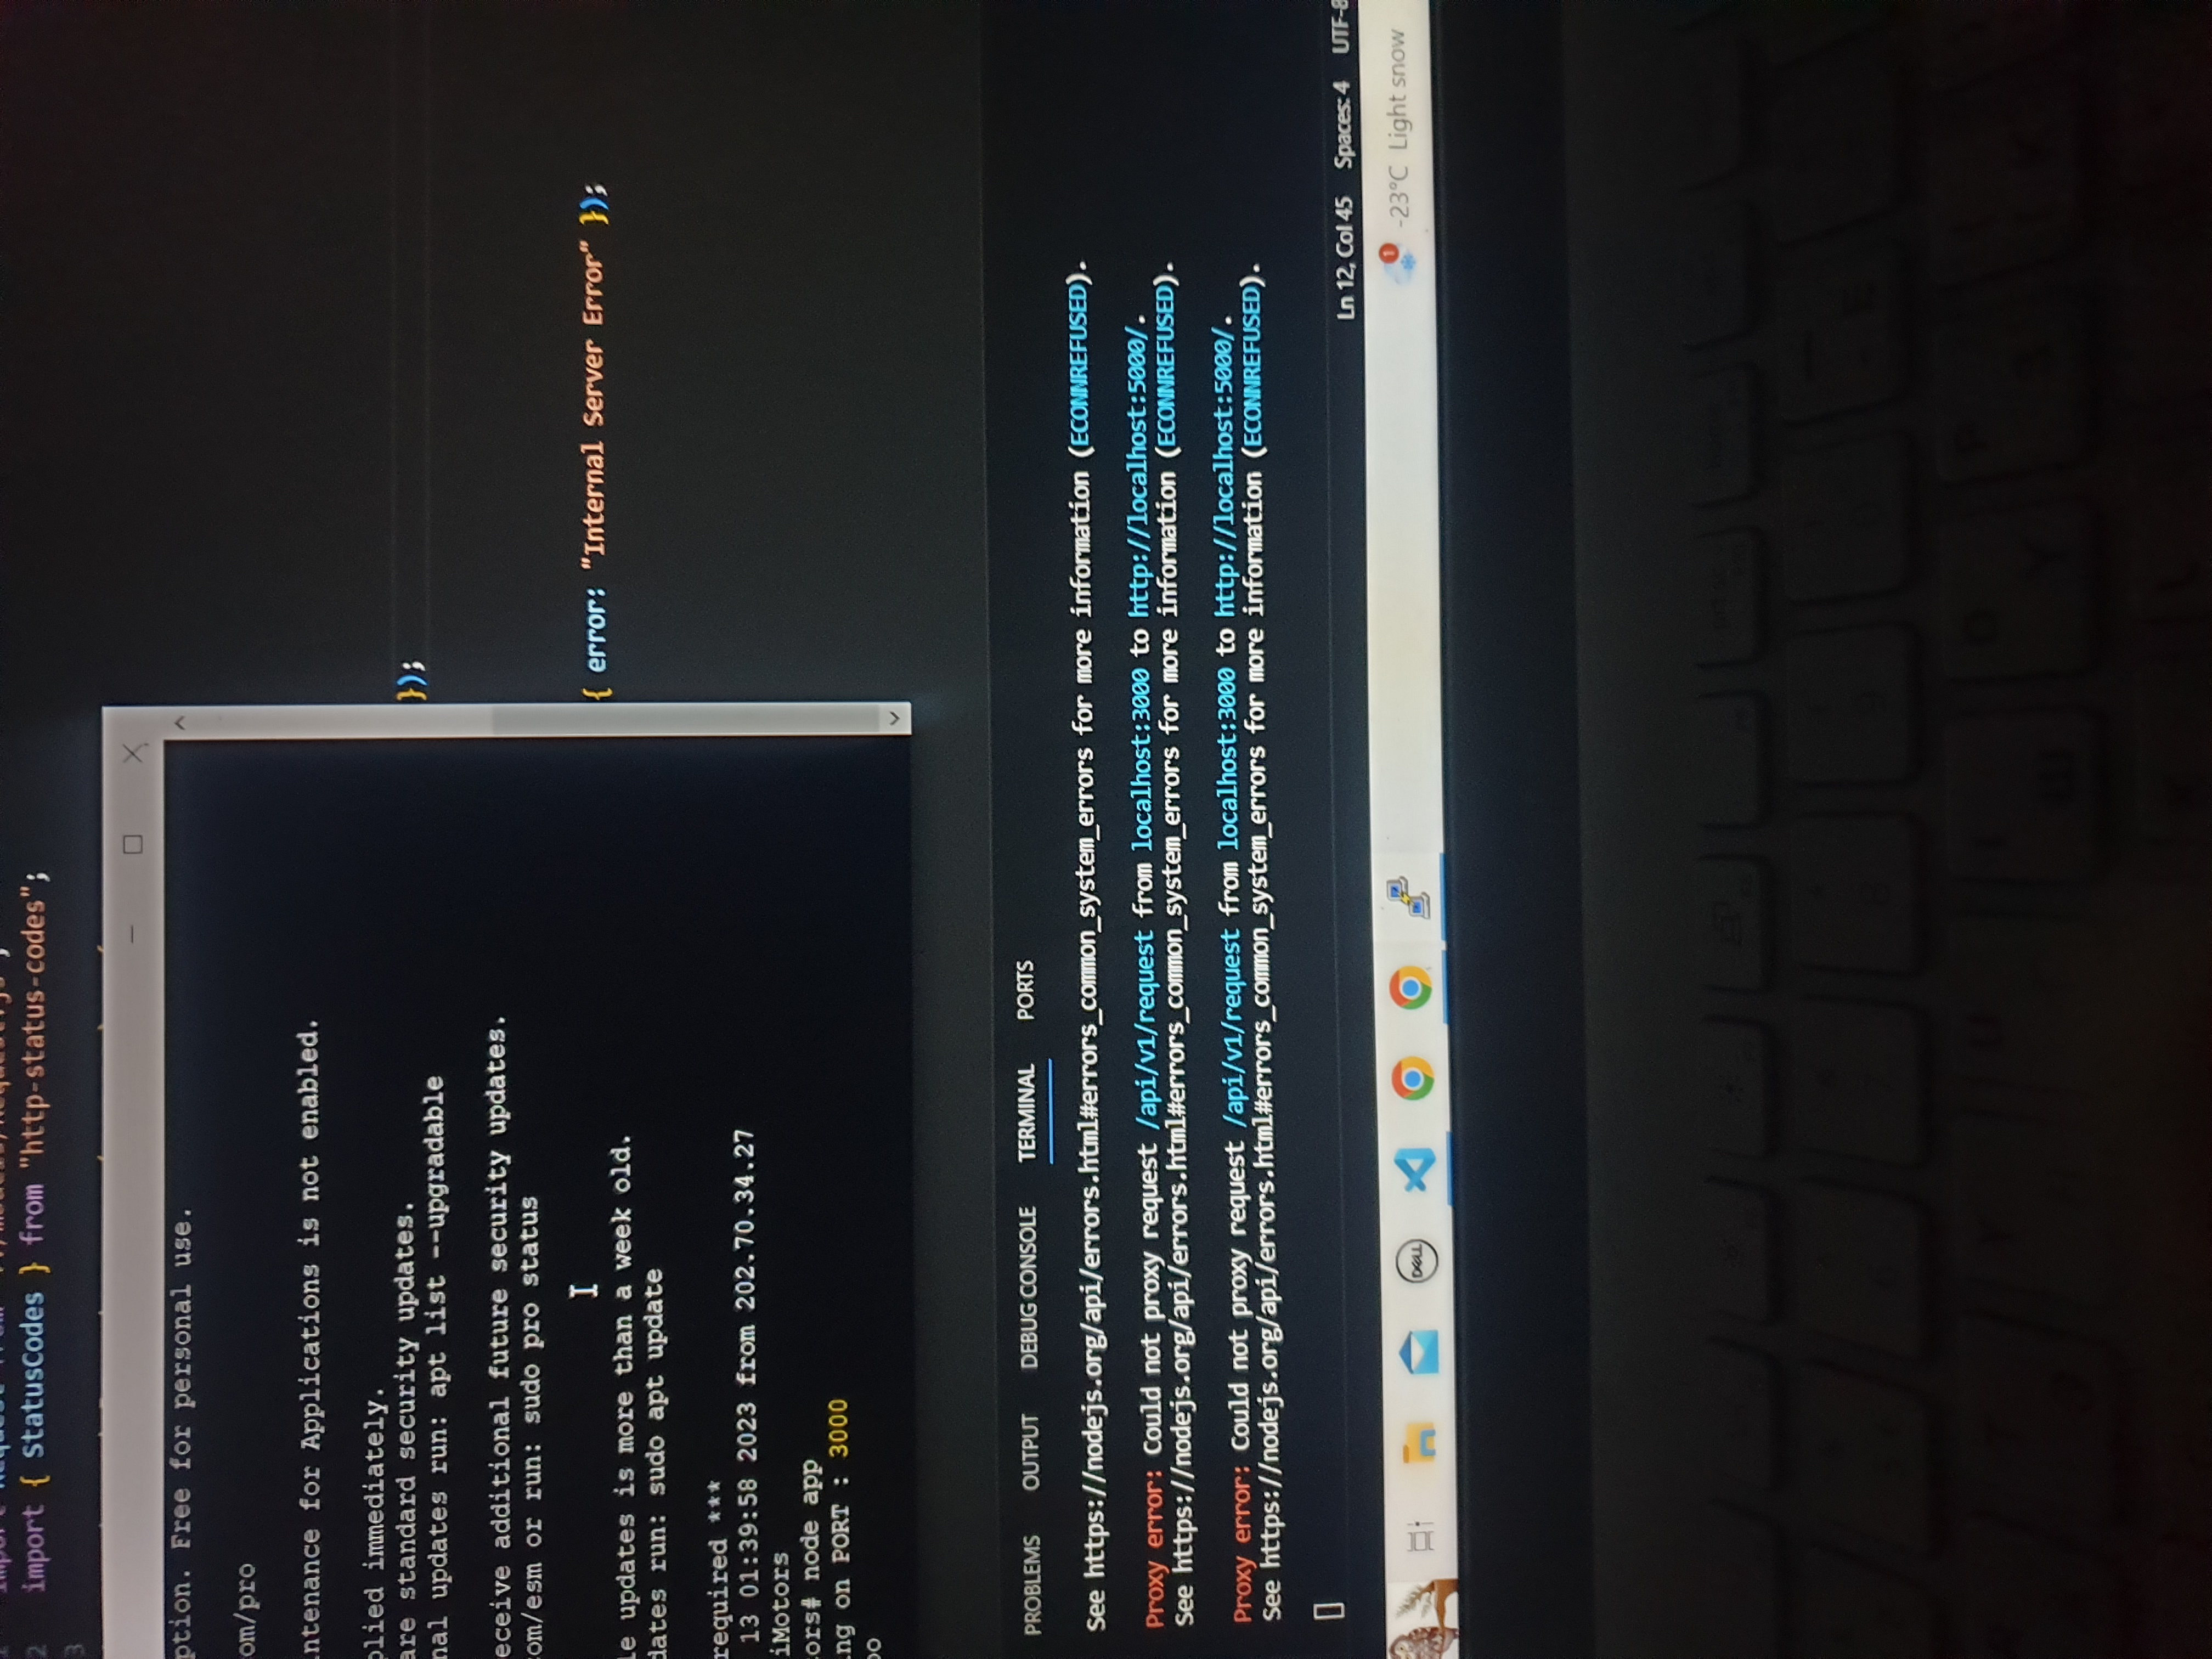 2 import { StatusCodes } from "http-status-codes";
3
ption. Free for personal use.
om/pro
intenance for Applications is not enabled.
plied immediately.
are standard security updates.
nal updates run: apt list --upgradable
eceive additional future security updates.
com/esm or run: sudo pro status
le updates is more than a week old.
dates run: sudo apt update
required ***
13 01:39:58 2023 from 202.70.34.27
iMotors
tors# node app
ing on PORT : 3000
oo
});
{ error: "Internal Server Error" });
PROBLEMS OUTPUT DEBUG CONSOLE TERMINAL PORTS
See https://nodejs.org/api/errors.html#errors_common_system_errors for more information (ECONNREFUSED).
Proxy error: Could not proxy request /api/v1/request from localhost:3000 to http://localhost:5000/.
See https://nodejs.org/api/errors.html#errors_common_system_errors for more information (ECONNREFUSED).
Proxy error: Could not proxy request /api/v1/request from localhost:3000 to http://localhost:5000/.
See https://nodejs.org/api/errors.html#errors_common_system_errors for more information (ECONNREFUSED).
Ln 12, Col 45 Spaces: 4 UTF-8
DELL
1
-23°C Light snow